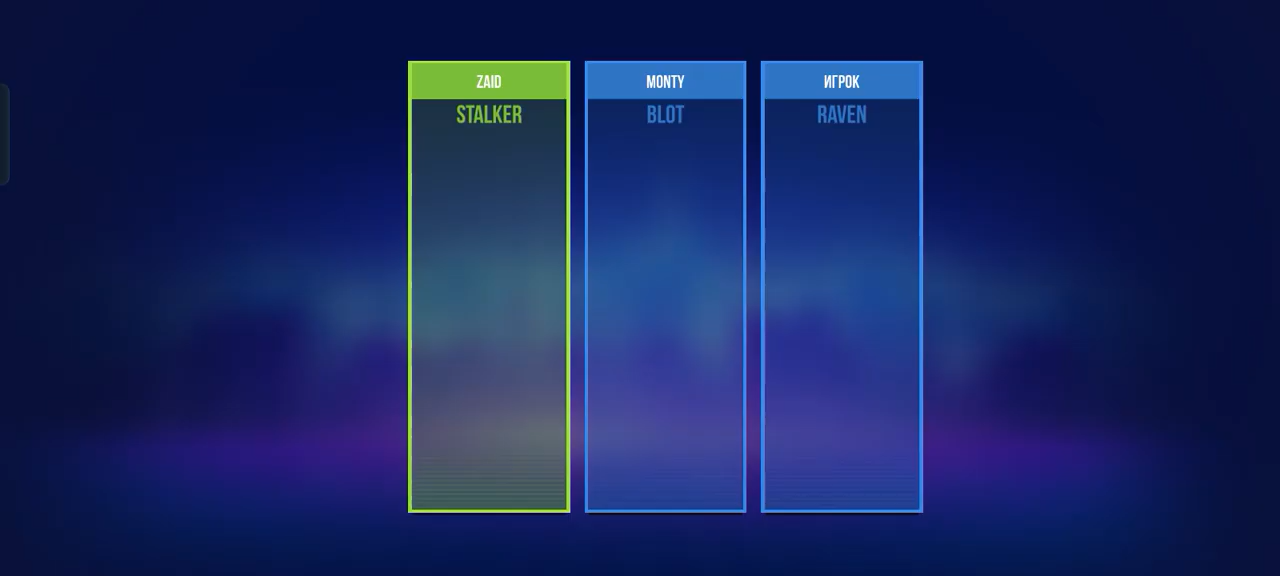 ZAID
STALKER
MONTY
BLOT
ИГРОК
RAVEN